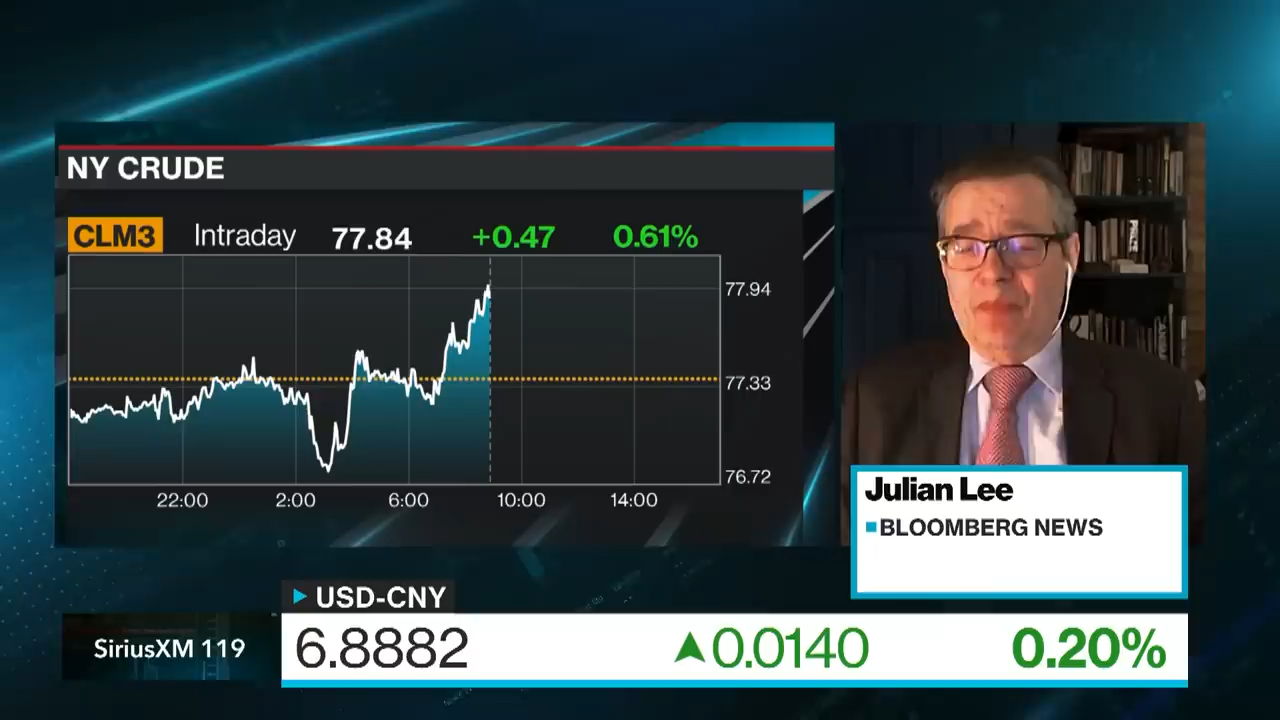 NY CRUDE
CLM3 Intraday 77.84 +0.47 0.61%
77.94
77.33
76.72
22:00 2:00 6:00 10:00 14:00
Julian Lee
BLOOMBERG NEWS
USD-CNY
SiriusXM 119
6.8882 0.0140 0.20%